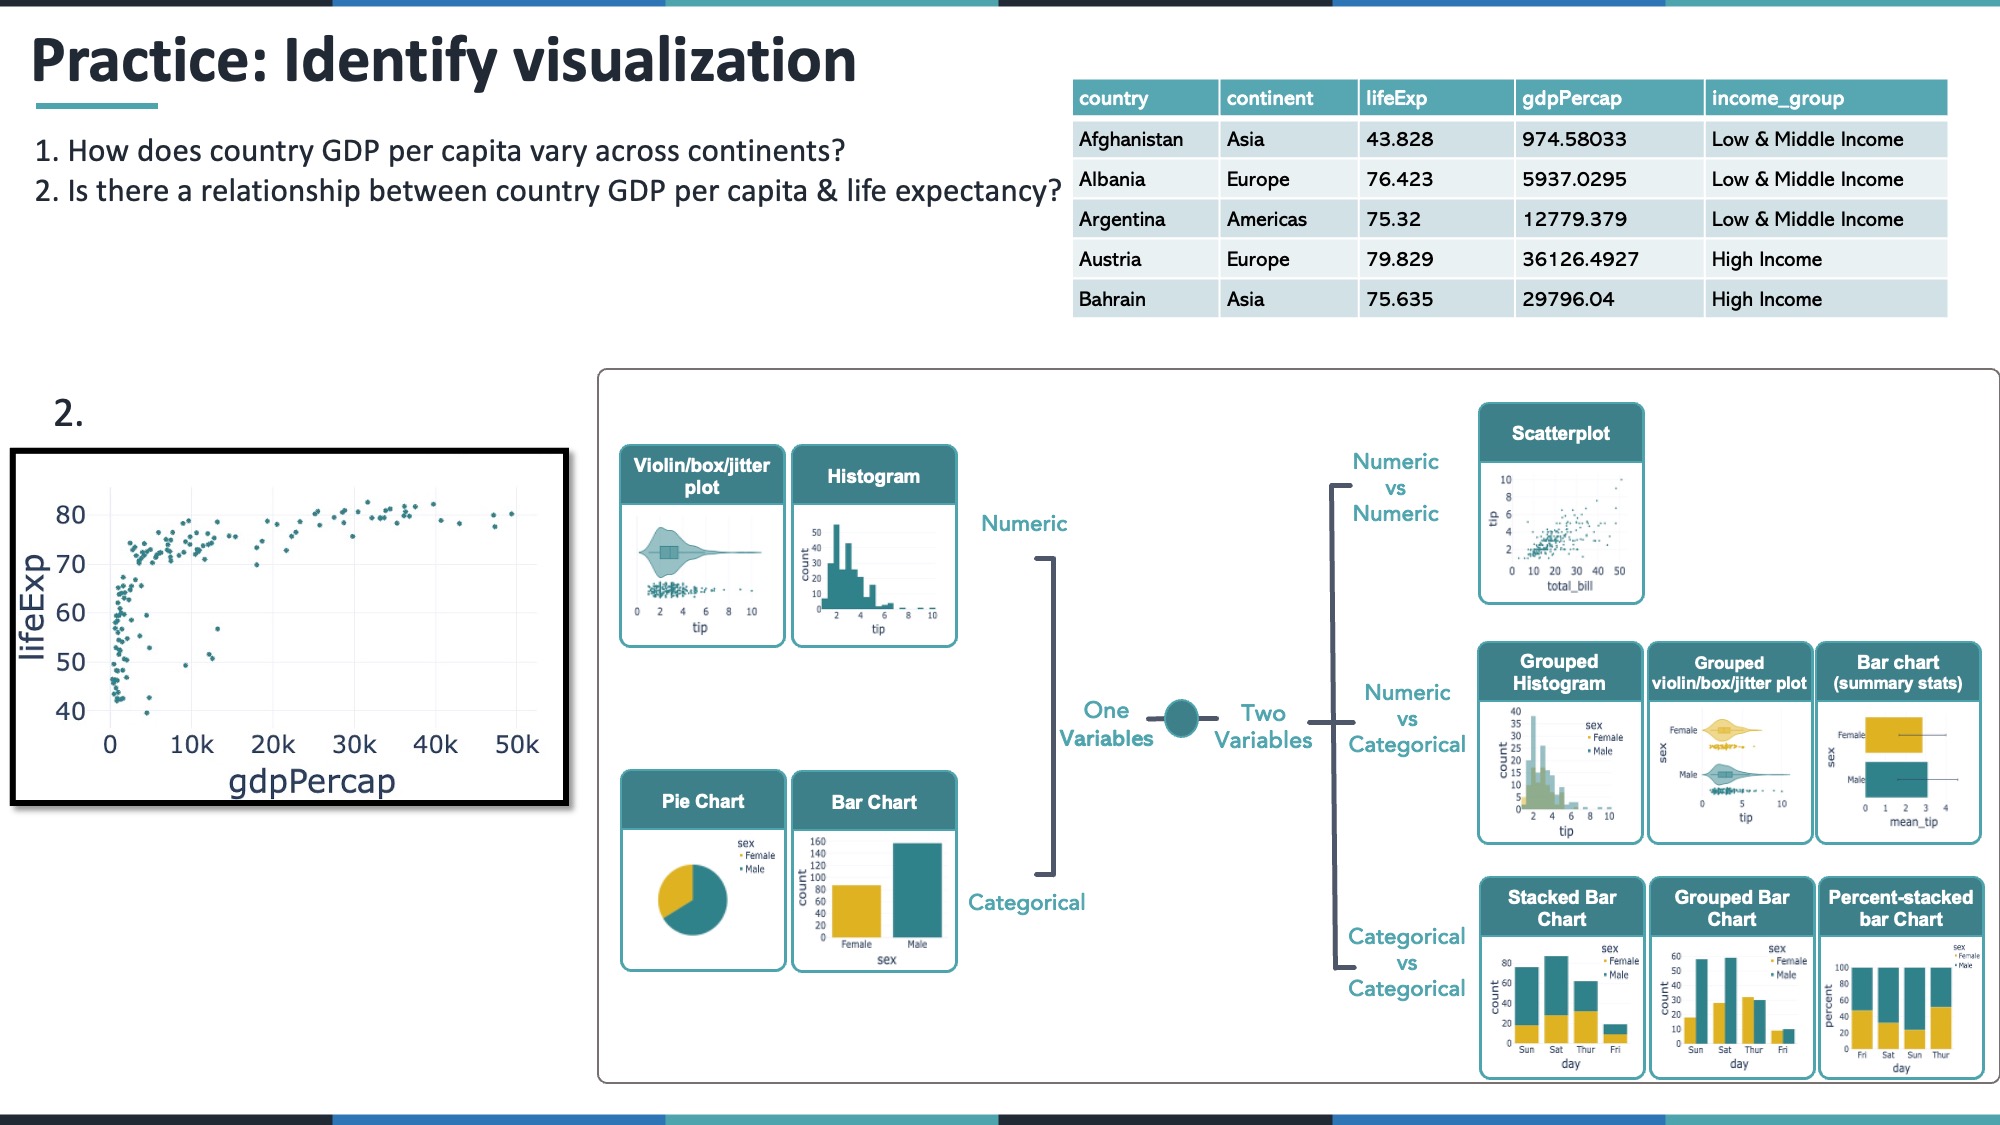 Practice: Identify visualization
1. How does country GDP per capita vary across continents?
2. Is there a relationship between country GDP per capita & life expectancy?
country continent lifeExp gdpPercap income_group
Afghanistan Asia 43.828 974.58033 Low & Middle Income
Albania Europe 76.423 5937.0295 Low & Middle Income
Argentina Americas 75.32 12779.379 Low & Middle Income
Austria Europe 79.829 36126.4927 High Income
Bahrain Asia 75.635 29796.04 High Income
2.
80
70
60
50
40
lifeExp
0 10k 20k 30k 40k 50k
gdpPercap
Violin/box/jitter
plot
0 2 4 6 8 10
tip
Histogram
50
40
30
20
10
0
count
2 4 6 8 10
tip
Numeric
Pie Chart
sex
Female
Male
Bar Chart
160
140
120
100
80
60
40
20
0
count
Female Male
sex
Categorical
One
Variables
Two
Variables
Numeric
vs
Numeric
Scatterplot
10
8
6
4
2
tip
0 10 20 30 40 50
total_bill
Numeric
vs
Categorical
Grouped
Histogram
40
35
30
25
20
15
10
5
0
count
sex
Female
Male
2 4 6 8 10
tip
Grouped
violin/box/jitter plot
Female
Male
sex
0 5 10
tip
Bar chart
(summary stats)
Female
Male
sex
0 1 2 3 4
mean_tip
Categorical
vs
Categorical
Stacked Bar
Chart
sex
Female
Male
80
60
40
20
0
count
Sun Sat Thur Fri
day
Grouped Bar
Chart
sex
Female
Male
60
50
40
30
20
10
0
count
Sun Sat Thur Fri
day
Percent-stacked
bar Chart
sex
Female
Male
100
80
60
40
20
0
percent
Fri Sat Sun Thur
day